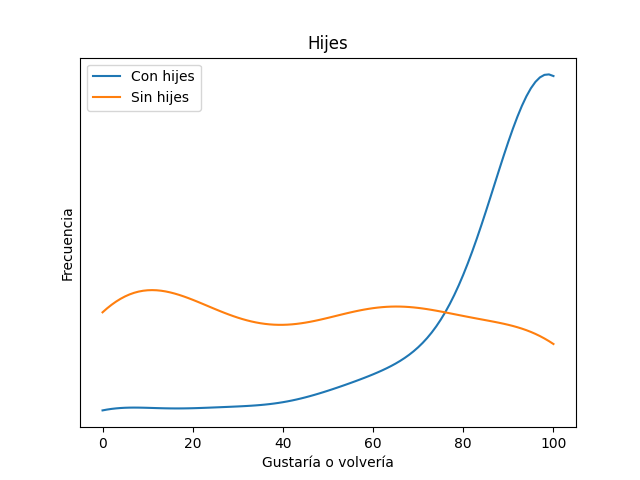 Hijes
Con hijes
Sin hijes
Frecuencia
0 20 40 60 80 100
Gustaría o volvería